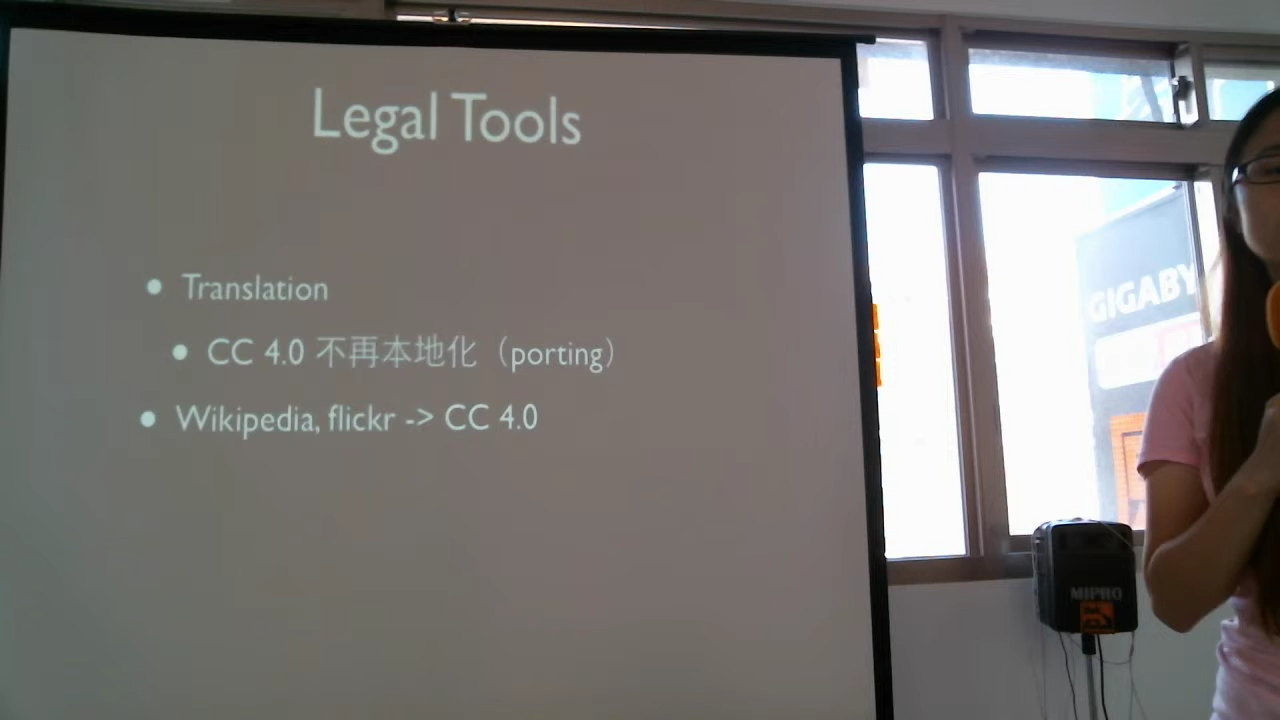 Legal Tools
• Translation
• CC 4.0 不再本地化（porting）
• Wikipedia, flickr -> CC 4.0
GIGABY
MIPRO